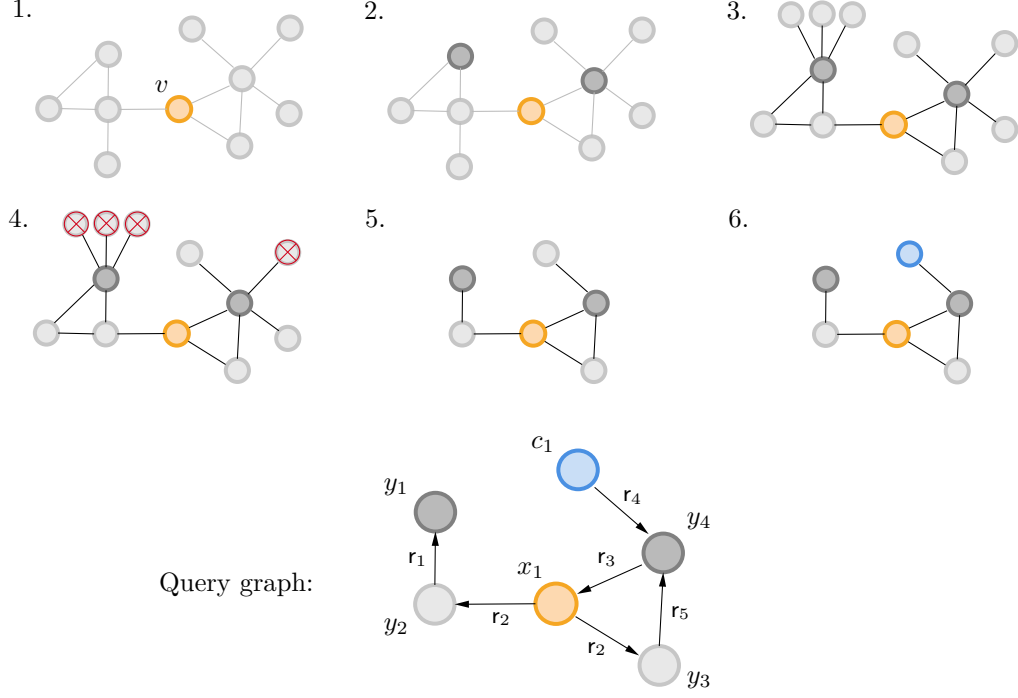 1.
2.
3.
v
4.
5.
6.
c₁
y₁
r₄
y₄
r₁
r₃
Query graph:
x₁
r₅
y₂
r₂
r₂
y₃